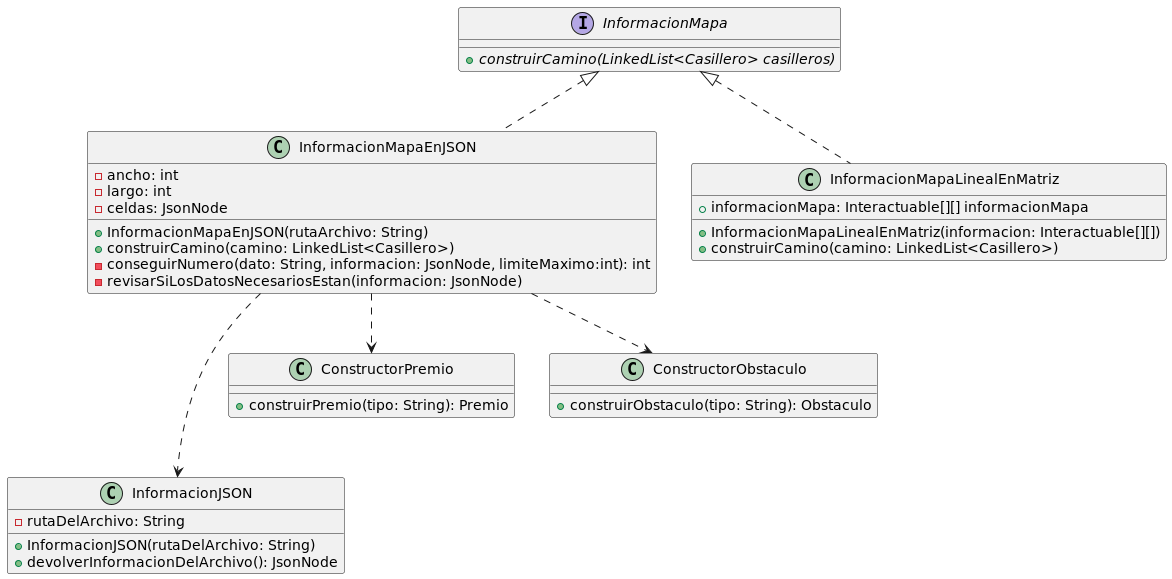 I InformacionMapa
construirCamino(LinkedList<Casillero> casilleros)
C InformacionMapaEnJSON
ancho: int
largo: int
celdas: JsonNode
InformacionMapaEnJSON(rutaArchivo: String)
construirCamino(camino: LinkedList<Casillero>)
conseguirNumero(dato: String, informacion: JsonNode, limiteMaximo:int): int
revisarSiLosDatosNecesariosEstan(informacion: JsonNode)
C InformacionMapaLinealEnMatriz
informacionMapa: Interactuable[][] informacionMapa
InformacionMapaLinealEnMatriz(informacion: Interactuable[][])
construirCamino(camino: LinkedList<Casillero>)
C ConstructorPremio
construirPremio(tipo: String): Premio
C ConstructorObstaculo
construirObstaculo(tipo: String): Obstaculo
C InformacionJSON
rutaDelArchivo: String
InformacionJSON(rutaDelArchivo: String)
devolverInformacionDelArchivo(): JsonNode